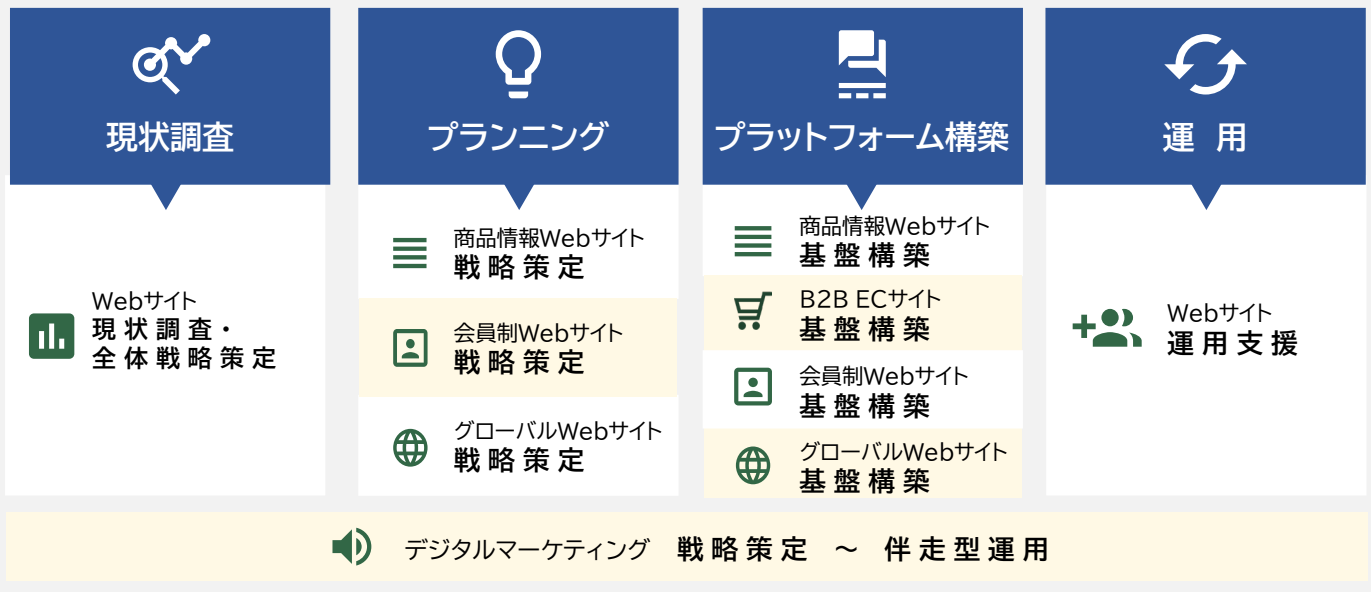 現状調査
Webサイト
現状調査・
全体戦略策定
プランニング
商品情報Webサイト
戦略策定
会員制Webサイト
戦略策定
グローバルWebサイト
戦略策定
プラットフォーム構築
商品情報Webサイト
基盤構築
B2B ECサイト
基盤構築
会員制Webサイト
基盤構築
グローバルWebサイト
基盤構築
運 用
Webサイト
運用支援
デジタルマーケティング 戦略策定 ～ 伴走型運用